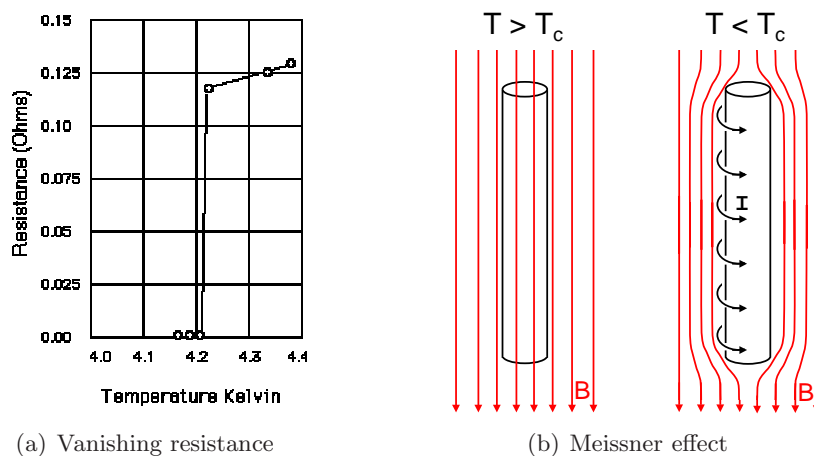 0.15
0.125
0.10
0.075
0.05
0.025
0.00
Resistance (Ohms)
4.0 4.1 4.2 4.3 4.4
Temperature Kelvin
(a) Vanishing resistance
T > Tc
B
T < Tc
I
B
(b) Meissner effect